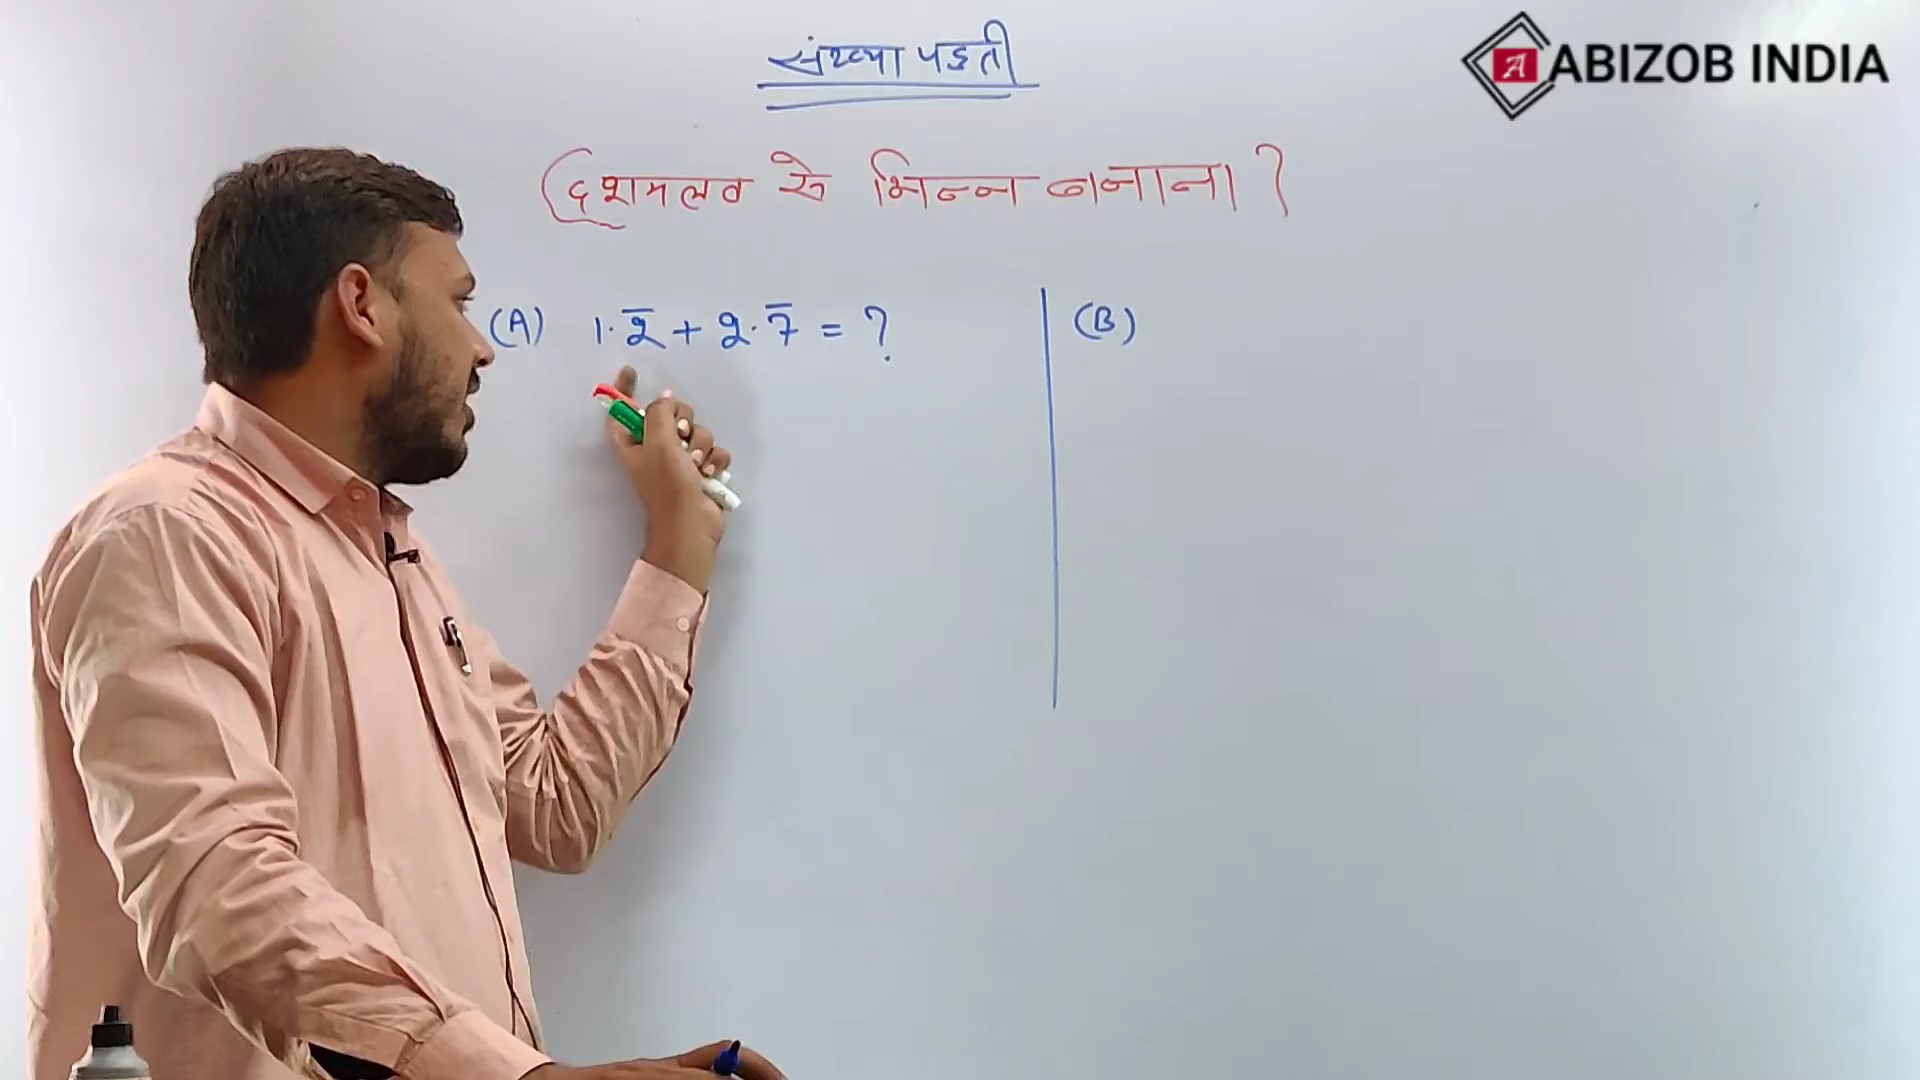 संख्या पद्धती
A ABIZOB INDIA
(दशमलव से भिन्न बनाना?
(A) 1.2̅ + 2.7̅ = ?
(B)